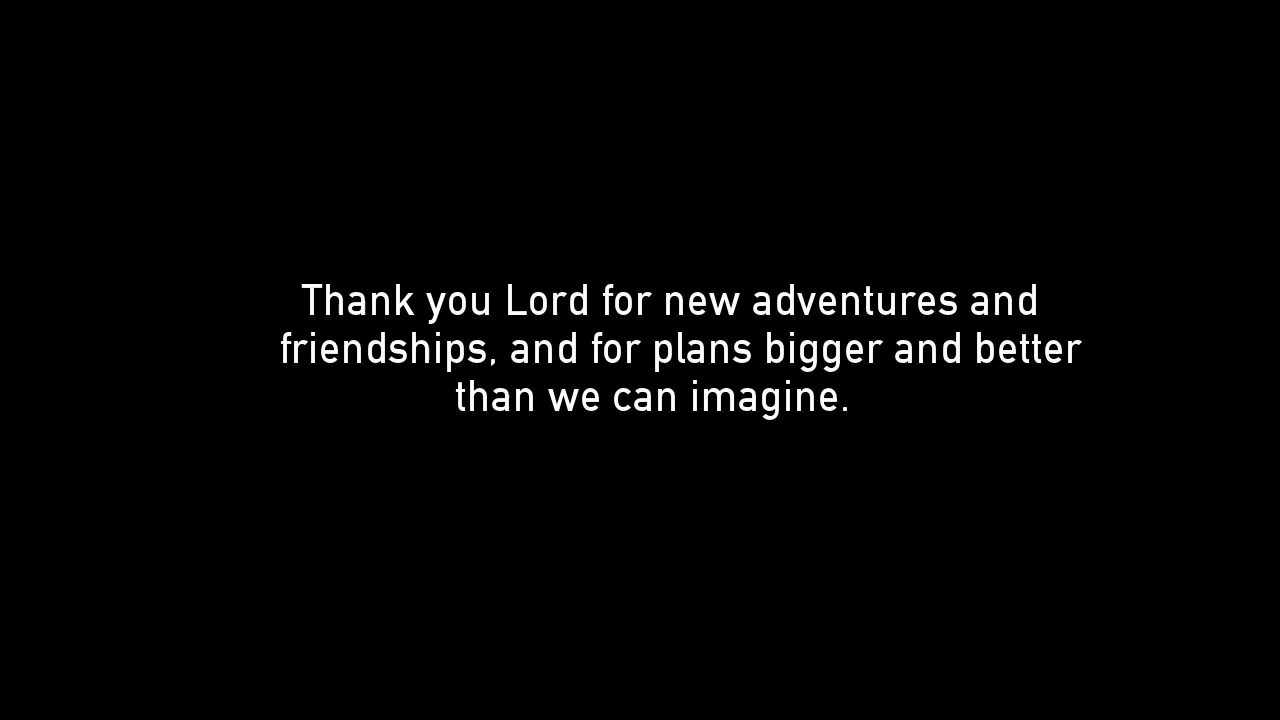 Thank you Lord for new adventures and
friendships, and for plans bigger and better
than we can imagine.